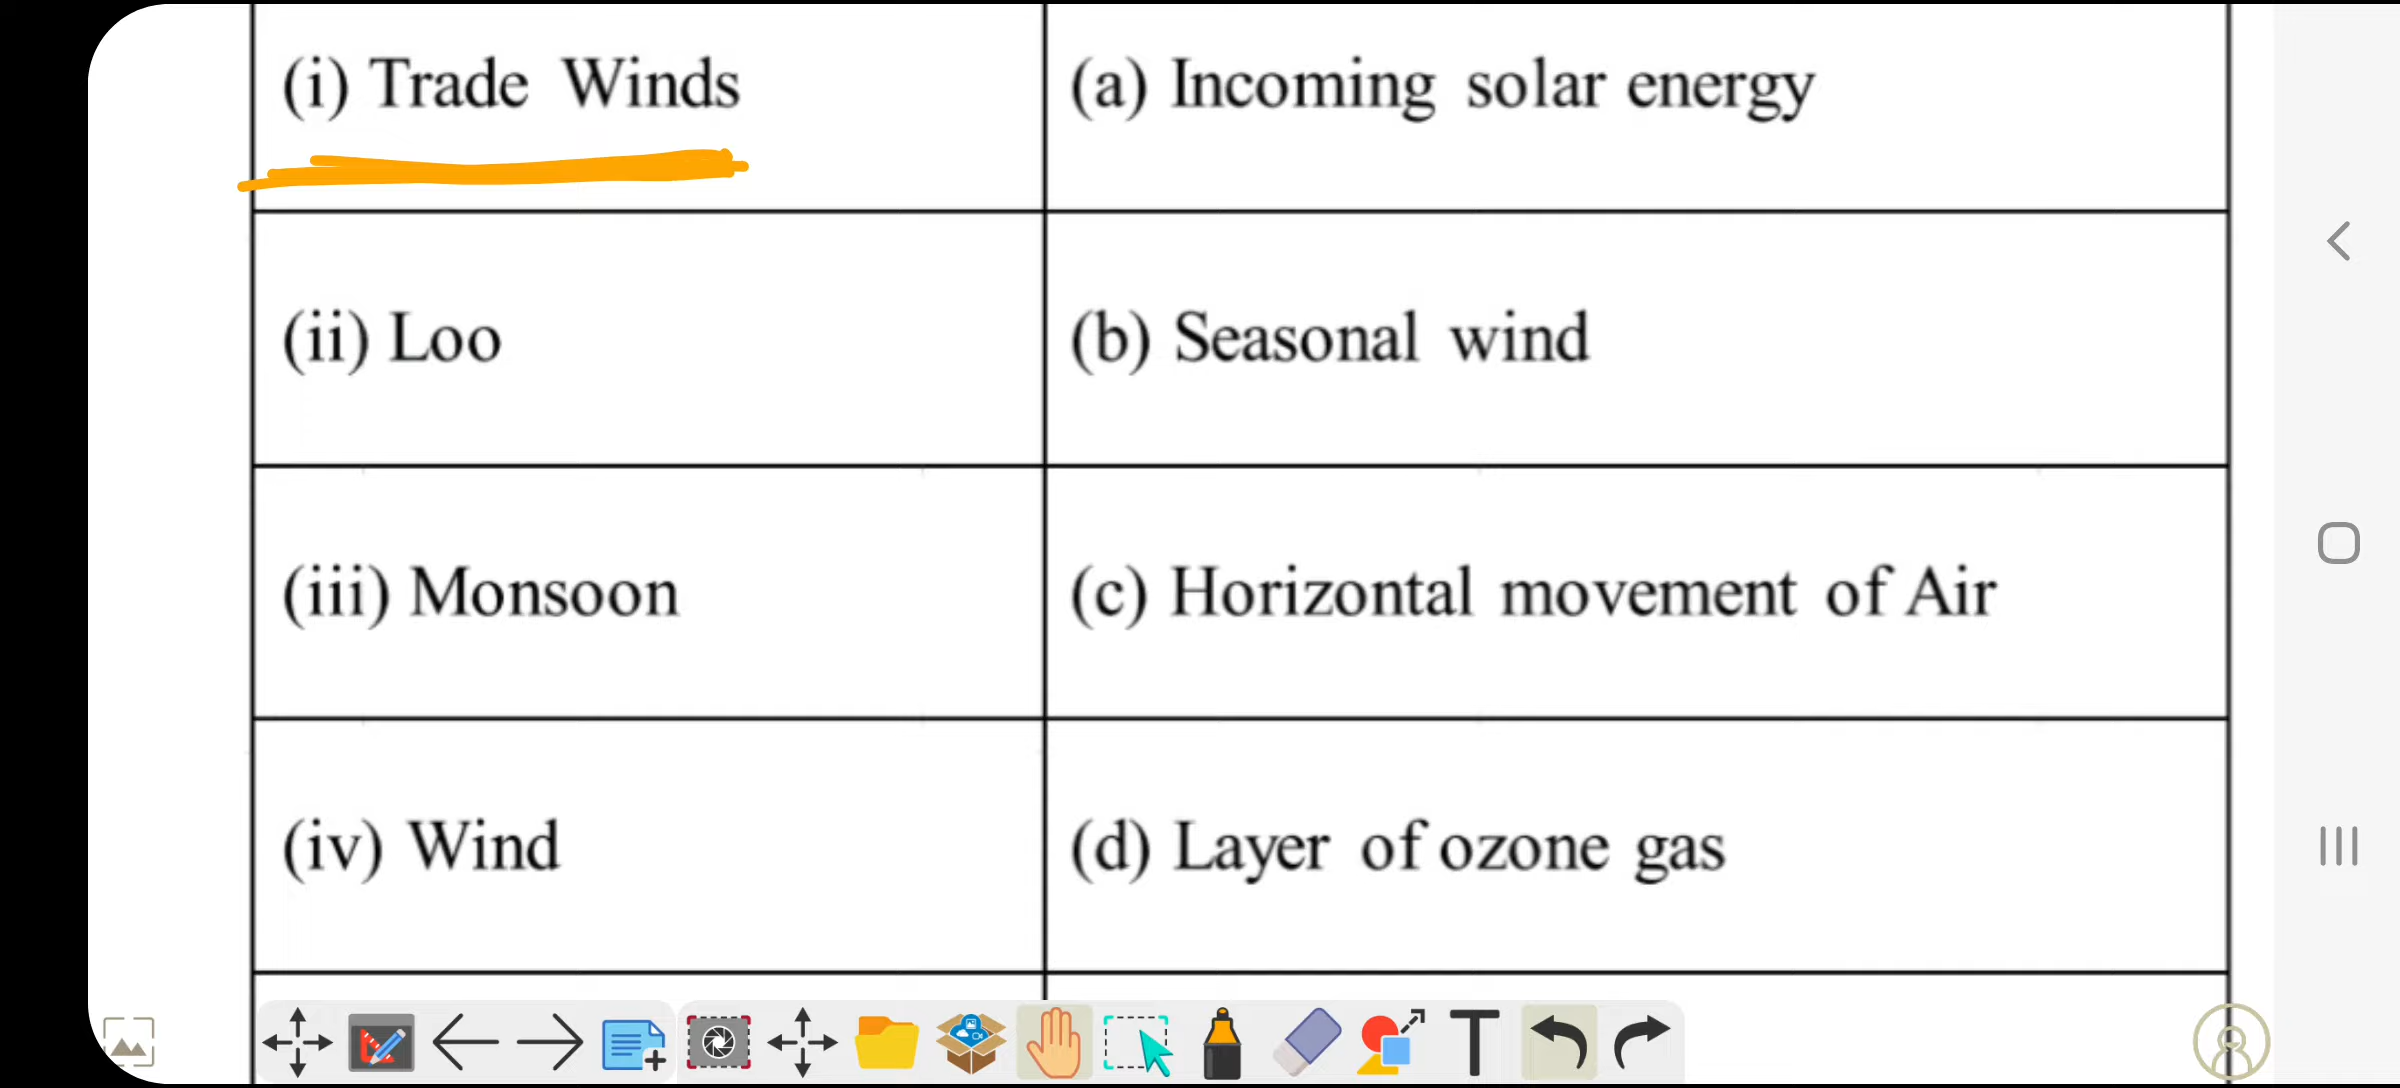 (i) Trade Winds
(a) Incoming solar energy
(ii) Loo
(b) Seasonal wind
(iii) Monsoon
(c) Horizontal movement of Air
(iv) Wind
(d) Layer of ozone gas